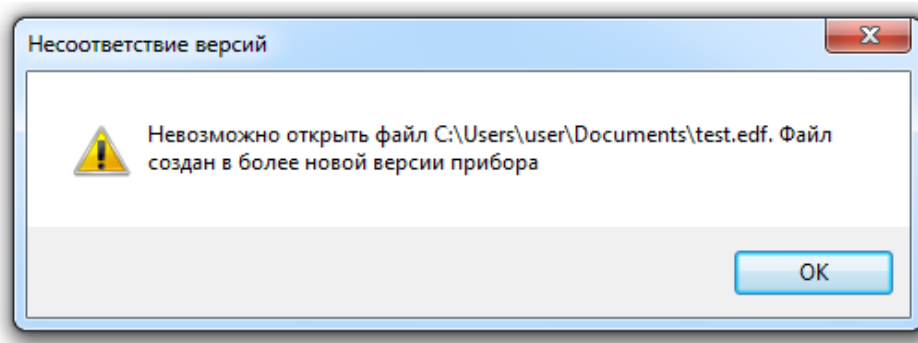 Несоответствие версий
Невозможно открыть файл C:\Users\user\Documents\test.edf. Файл
создан в более новой версии прибора
OK